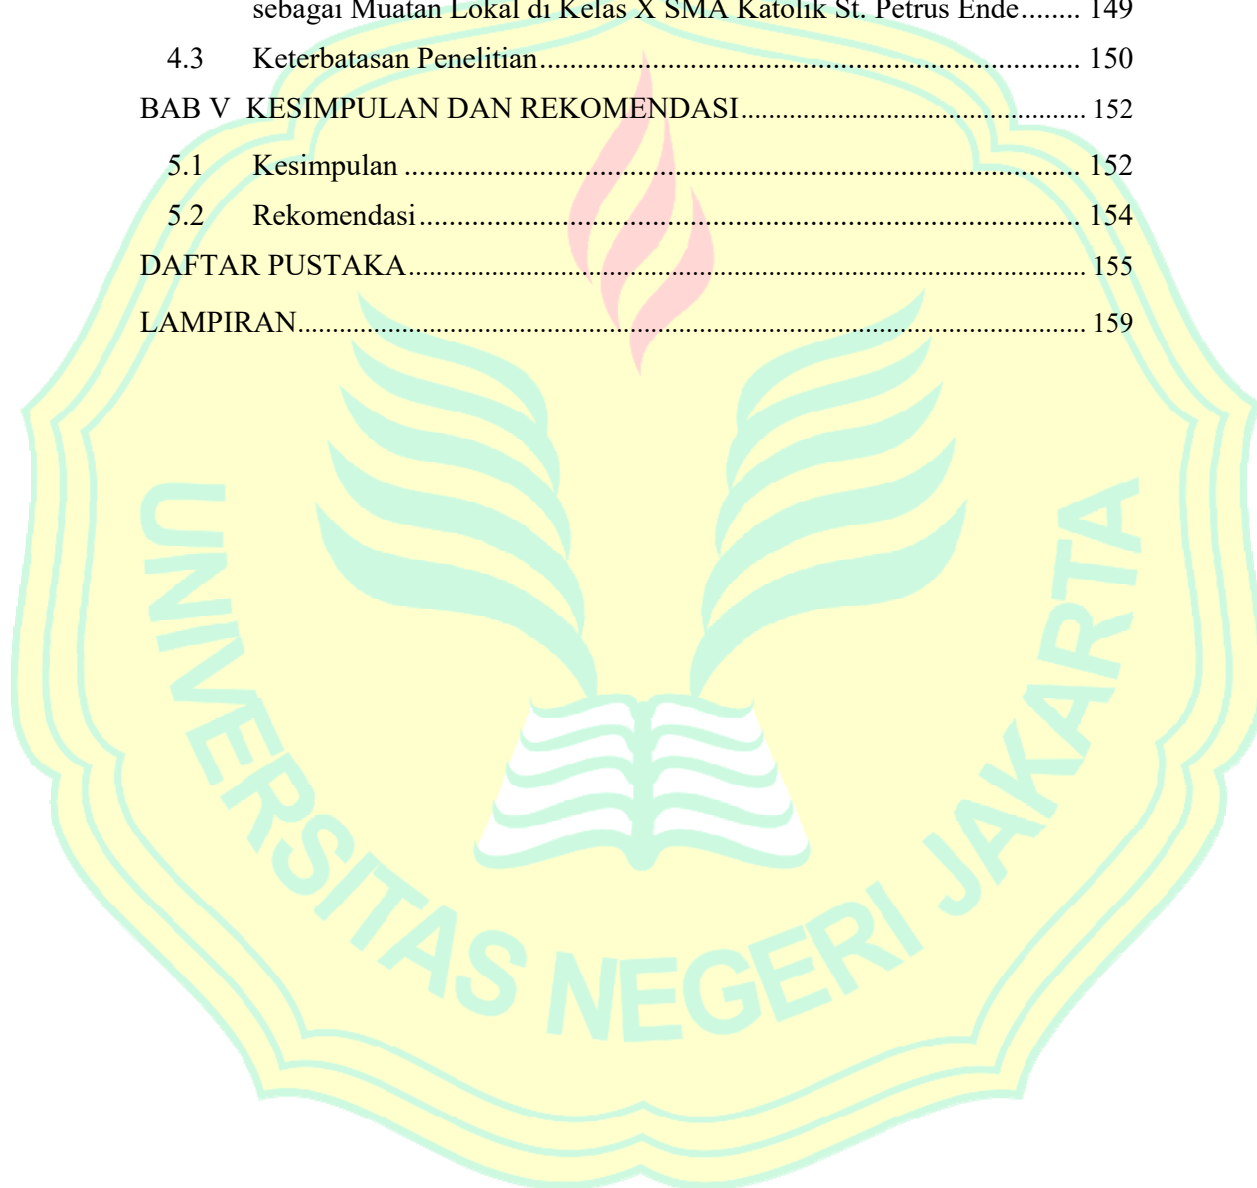 sebagai Muatan Lokal di Kelas X SMA Katolik St. Petrus Ende........ 149
4.3 Keterbatasan Penelitian........................................................................ 150
BAB V KESIMPULAN DAN REKOMENDASI.............................................. 152
5.1 Kesimpulan .......................................................................................... 152
5.2 Rekomendasi........................................................................................ 154
DAFTAR PUSTAKA.......................................................................................... 155
LAMPIRAN......................................................................................................... 159
UNIVERSITAS NEGERI JAKARTA